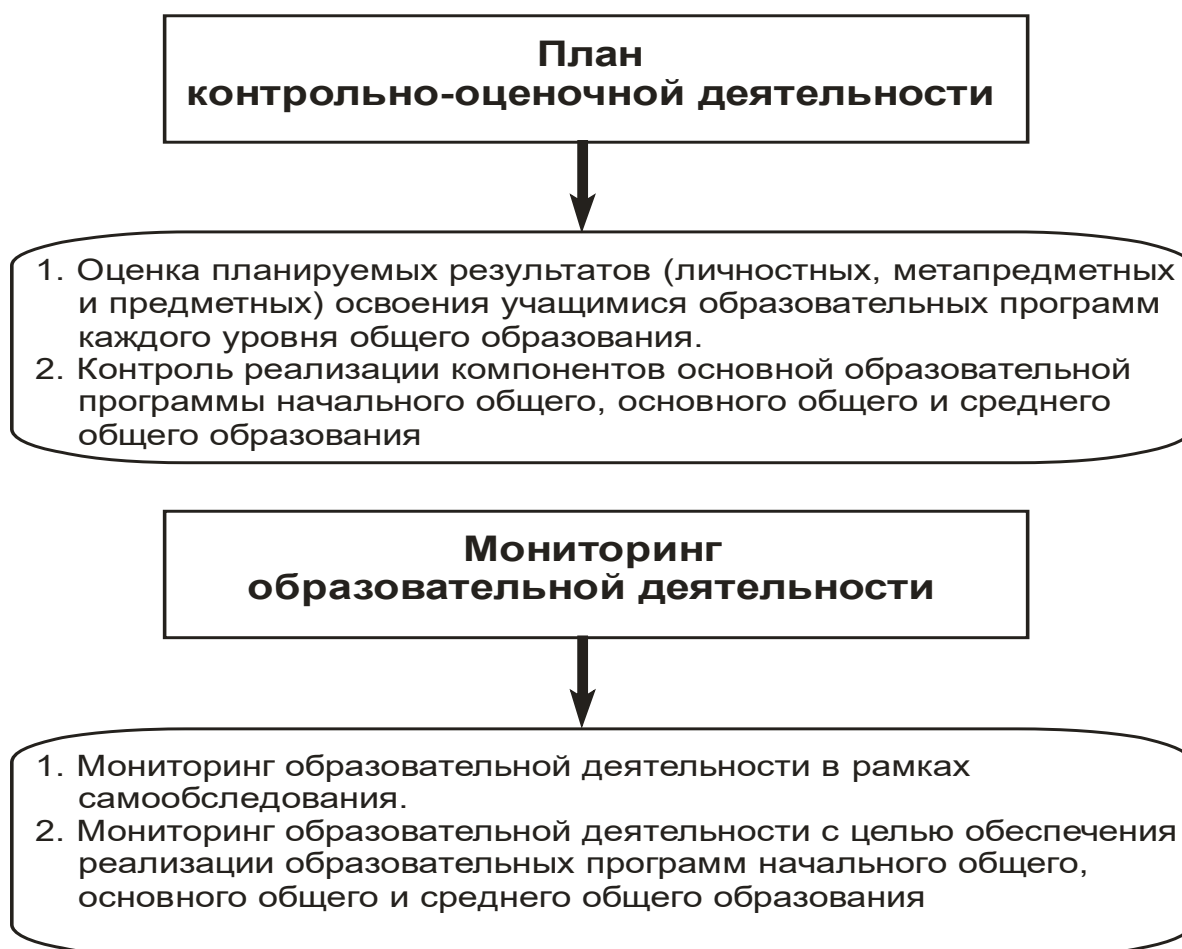 План
контрольно-оценочной деятельности
1. Оценка планируемых результатов (личностных, метапредметных
и предметных) освоения учащимися образовательных программ
каждого уровня общего образования.
2. Контроль реализации компонентов основной образовательной
программы начального общего, основного общего и среднего
общего образования
Мониторинг
образовательной деятельности
1. Мониторинг образовательной деятельности в рамках
самообследования.
2. Мониторинг образовательной деятельности с целью обеспечения
реализации образовательных программ начального общего,
основного общего и среднего общего образования